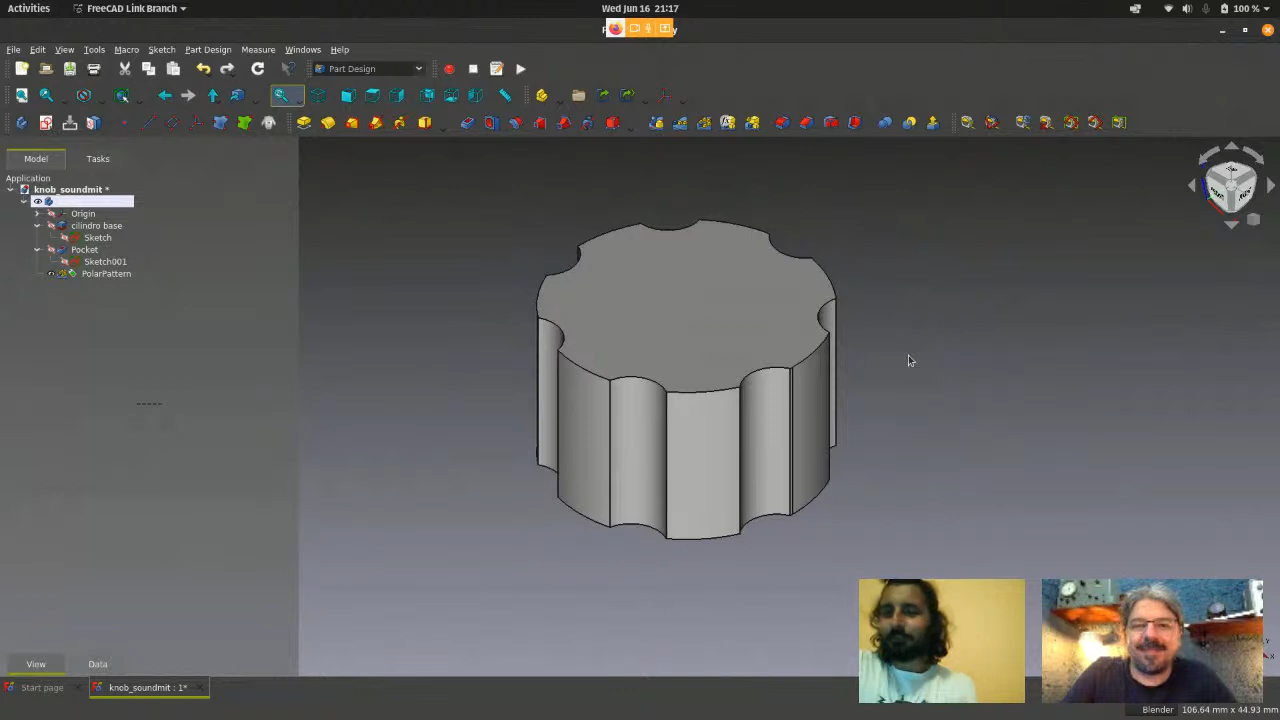 Activities
FreeCAD Link Branch
Wed Jun 16 21:17
100 %
File Edit View Tools Macro Sketch Part Design Measure Windows Help
Part Design
Model
Tasks
Application
knob_soundmit *
Origin
cilindro base
Sketch
Pocket
Sketch001
PolarPattern
View
Data
Start page
knob_soundmit : 1*
Blender
106.64 mm x 44.93 mm